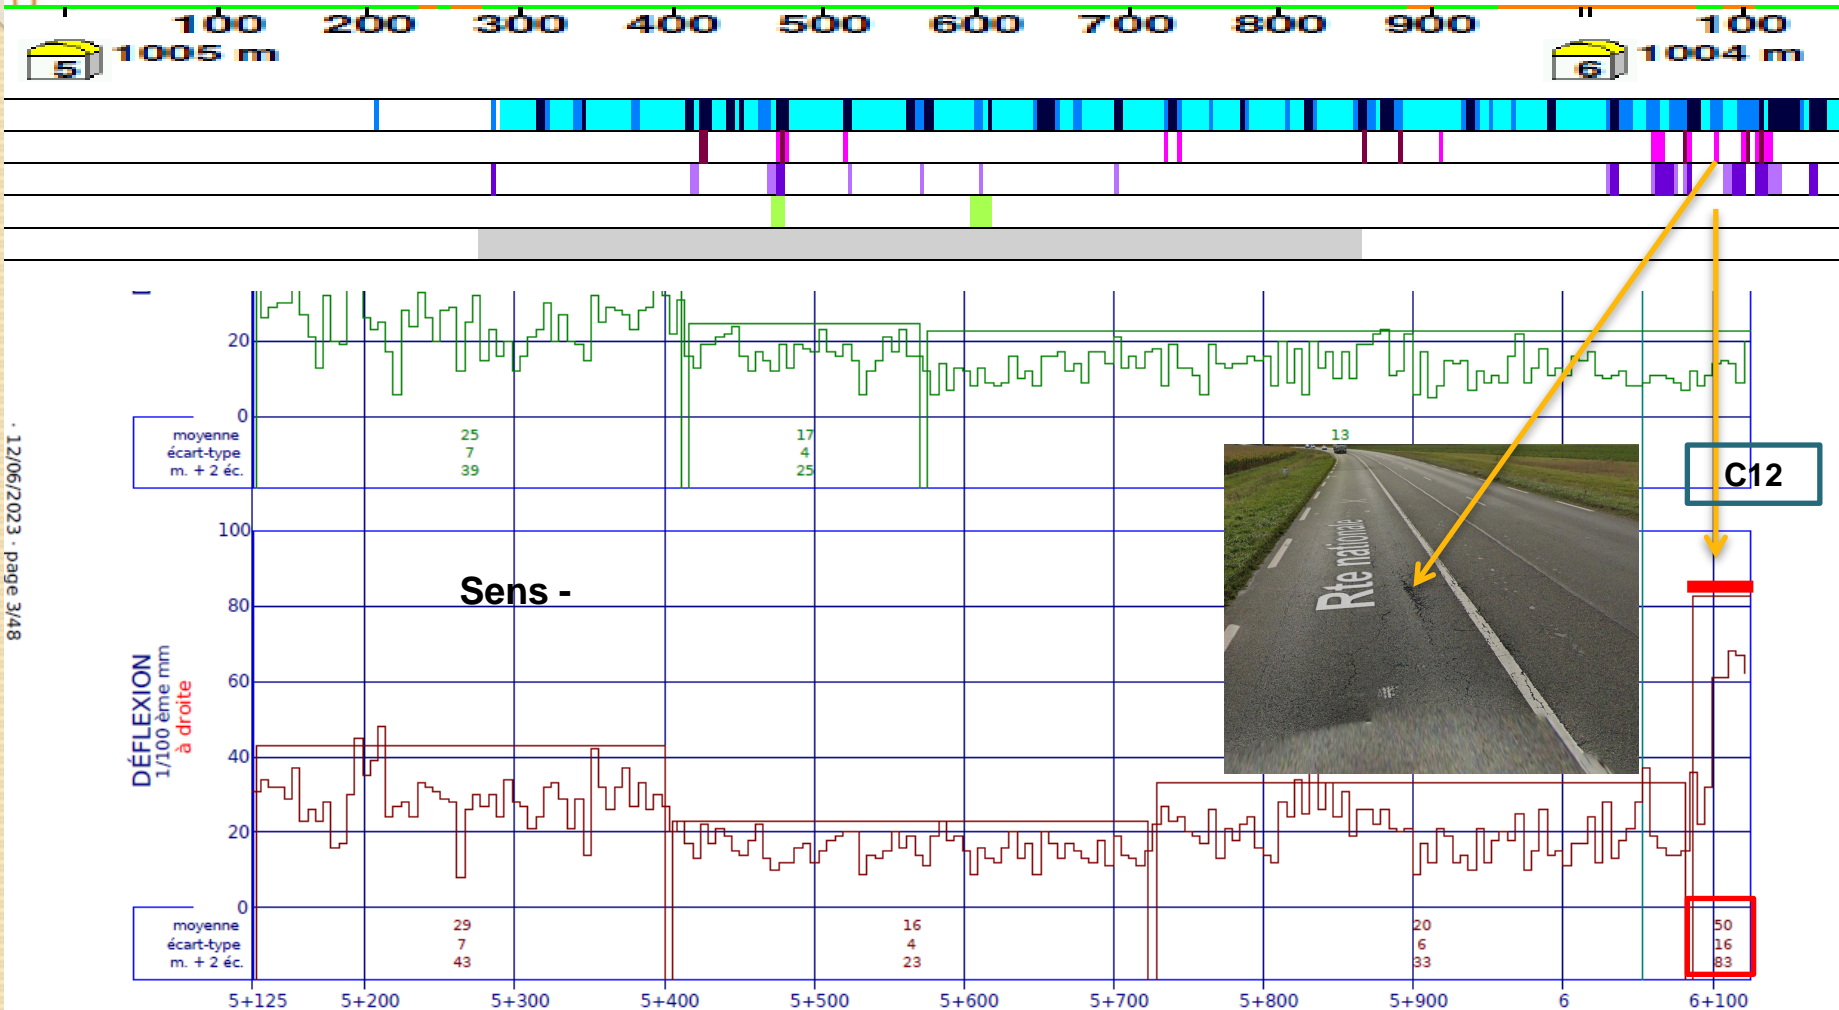 100 200 300 400 500 600 700 800 900 100
5 1005 m 6 1004 m
20
0
moyenne 25 17 13
écart-type 7 4
m. + 2 éc. 39 25
C12
· 12/06/2023 · page 3/48
100
80
60
40
20
0
Sens -
DÉFLEXION
1/100 ème mm
à droite
Rte nationale
moyenne 29 16 20 50
écart-type 7 4 6 16
m. + 2 éc. 43 23 33 83
5+125 5+200 5+300 5+400 5+500 5+600 5+700 5+800 5+900 6 6+100